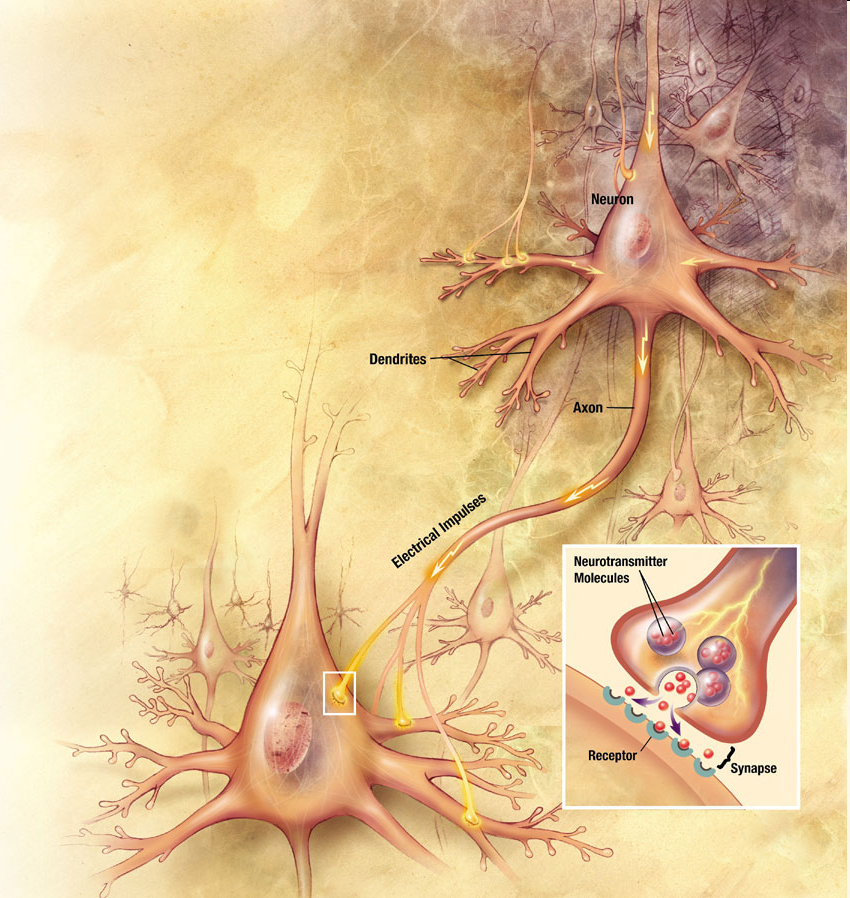 Neuron
Dendrites
Axon
Electrical Impulses
Neurotransmitter
Molecules
Receptor
Synapse